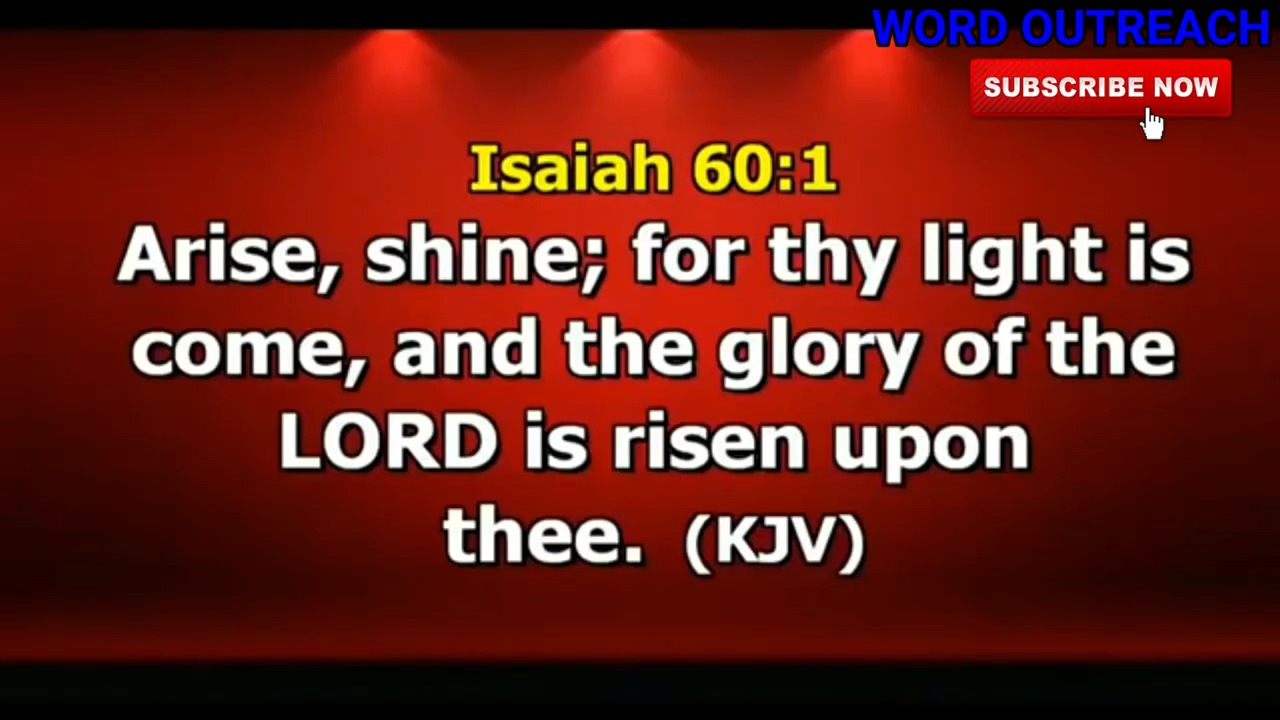 WORD OUTREACH
SUBSCRIBE NOW
Isaiah 60:1
Arise, shine; for thy light is
come, and the glory of the
LORD is risen upon
thee. (KJV)